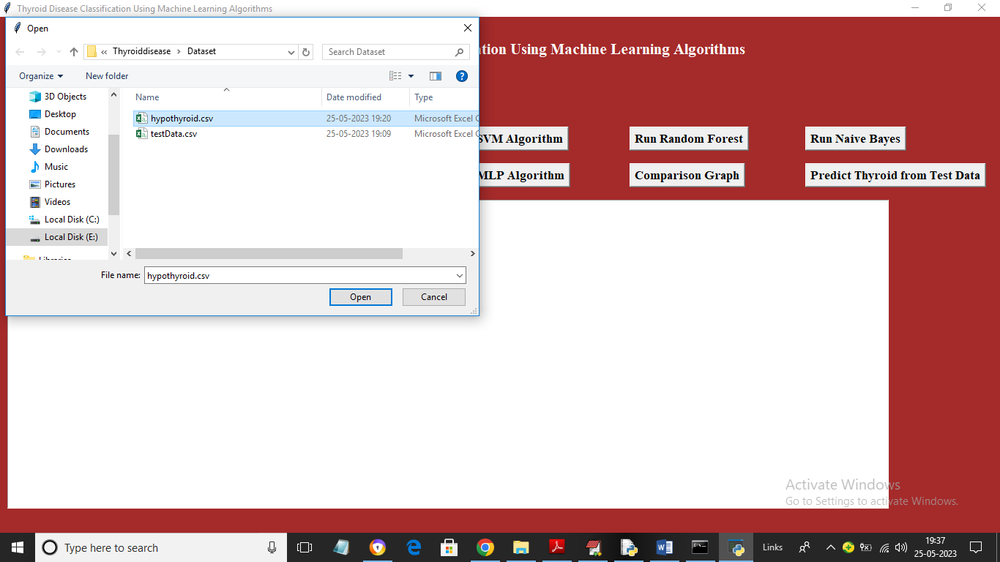 Thyroid Disease Classification Using Machine Learning Algorithms
Open
« Thyroiddisease › Dataset
Search Dataset
tion Using Machine Learning Algorithms
Organize
New folder
?
3D Objects
Desktop
Documents
Downloads
Music
Pictures
Videos
Local Disk (C:)
Local Disk (E:)
Libraries
Name Date modified Type
hypothyroid.csv 25-05-2023 19:20 Microsoft Excel C
testData.csv 25-05-2023 19:09 Microsoft Excel C
File name: hypothyroid.csv
Open Cancel
SVM Algorithm Run Random Forest Run Naive Bayes
MLP Algorithm Comparison Graph Predict Thyroid from Test Data
Activate Windows
Go to Settings to activate Windows.
Type here to search
Links
19:37
25-05-2023